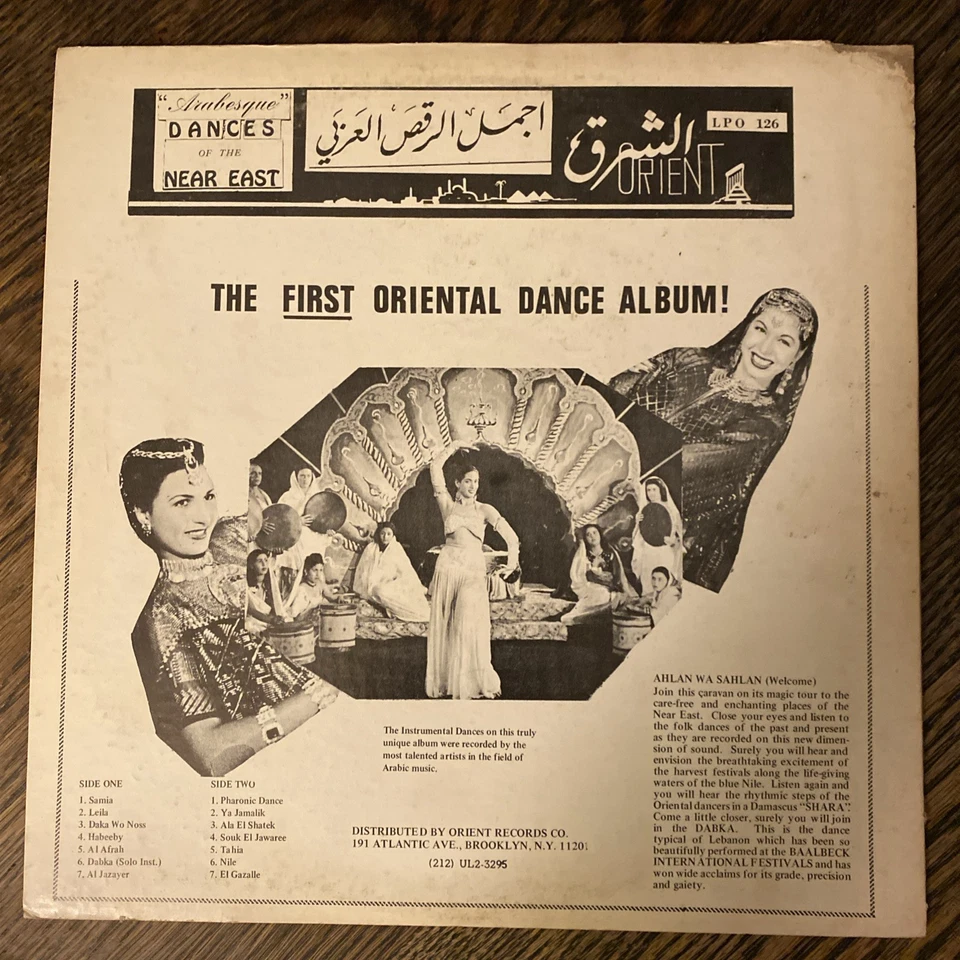 "Arabesque"
DANCES
OF THE
NEAR EAST
اجمل الرقص العربي
الشرق
ORIENT
LPO 126
THE FIRST ORIENTAL DANCE ALBUM!
The Instrumental Dances on this truly
unique album were recorded by the
most talented artists in the field of
Arabic music.
SIDE ONE
1. Samia
2. Leila
3. Daka Wo Noss
4. Habeeby
5. Al Afrah
6. Dabka (Solo Inst.)
7. Al Jazayer
SIDE TWO
1. Pharonic Dance
2. Ya Jamalik
3. Ala El Shatek
4. Souk El Jawaree
5. Tahia
6. Nile
7. El Gazalle
DISTRIBUTED BY ORIENT RECORDS CO.
191 ATLANTIC AVE., BROOKLYN, N.Y. 11201
(212) UL2-3295
AHLAN WA SAHLAN (Welcome)
Join this caravan on its magic tour to the
care-free and enchanting places of the
Near East. Close your eyes and listen to
the folk dances of the past and present
as they are recorded on this new dimen-
sion of sound. Surely you will hear and
envision the breathtaking excitement of
the harvest festivals along the life-giving
waters of the blue Nile. Listen again and
you will hear the rhythmic steps of the
Oriental dancers in a Damascus "SHARA".
Come a little closer, surely you will join
in the DABKA. This is the dance
typical of Lebanon which has been so
beautifully performed at the BAALBECK
INTERNATIONAL FESTIVALS and has
won wide acclaims for its grade, precision
and gaiety.